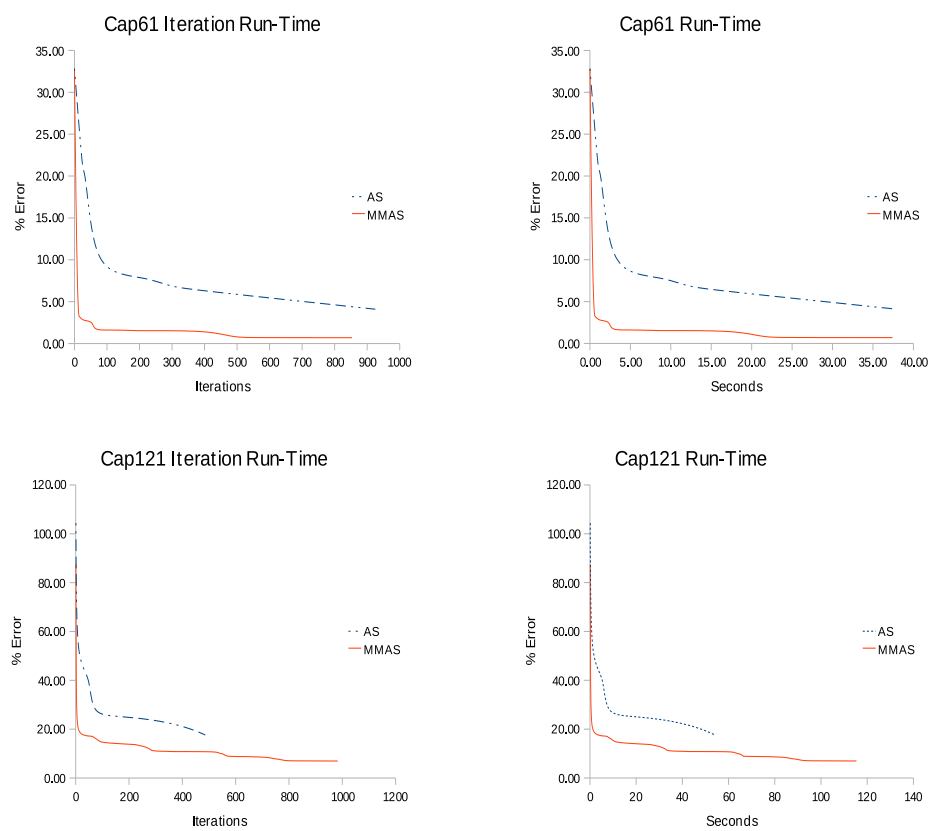 Cap61 Iteration Run-Time
35.00
30.00
25.00
20.00
15.00
10.00
5.00
0.00
% Error
0 100 200 300 400 500 600 700 800 900 1000
Iterations
AS
MMAS
Cap61 Run-Time
35.00
30.00
25.00
20.00
15.00
10.00
5.00
0.00
% Error
0.00 5.00 10.00 15.00 20.00 25.00 30.00 35.00 40.00
Seconds
AS
MMAS
Cap121 Iteration Run-Time
120.00
100.00
80.00
60.00
40.00
20.00
0.00
% Error
0 200 400 600 800 1000 1200
Iterations
AS
MMAS
Cap121 Run-Time
120.00
100.00
80.00
60.00
40.00
20.00
0.00
% Error
0 20 40 60 80 100 120 140
Seconds
AS
MMAS